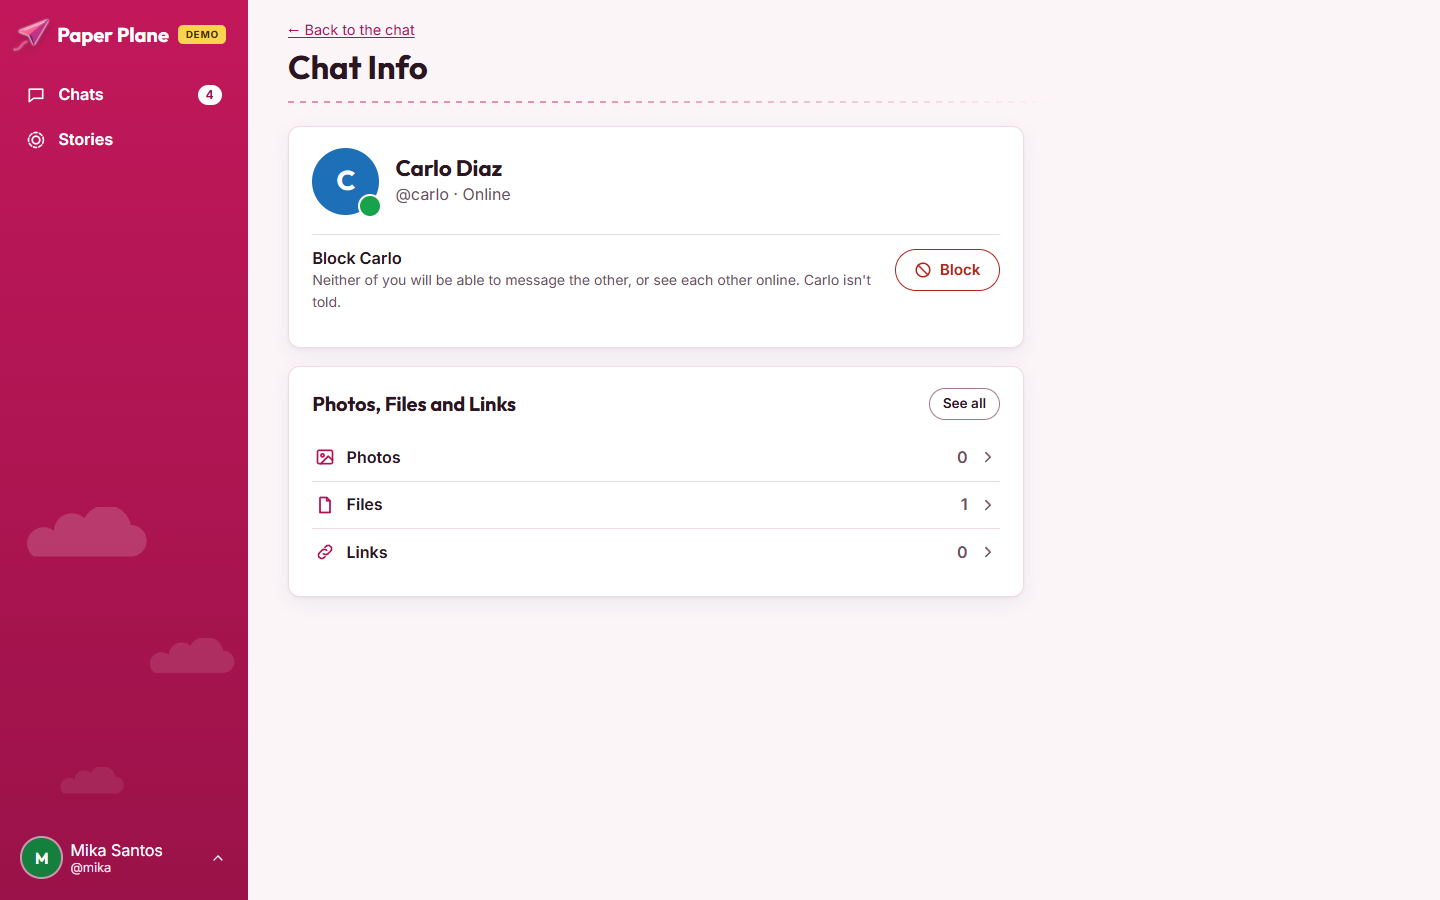 Paper Plane DEMO
Chats 4
Stories
← Back to the chat
Chat Info
C
Carlo Diaz
@carlo · Online
Block Carlo
Neither of you will be able to message the other, or see each other online. Carlo isn't
told.
Block
Photos, Files and Links
See all
Photos 0
Files 1
Links 0
M
Mika Santos
@mika